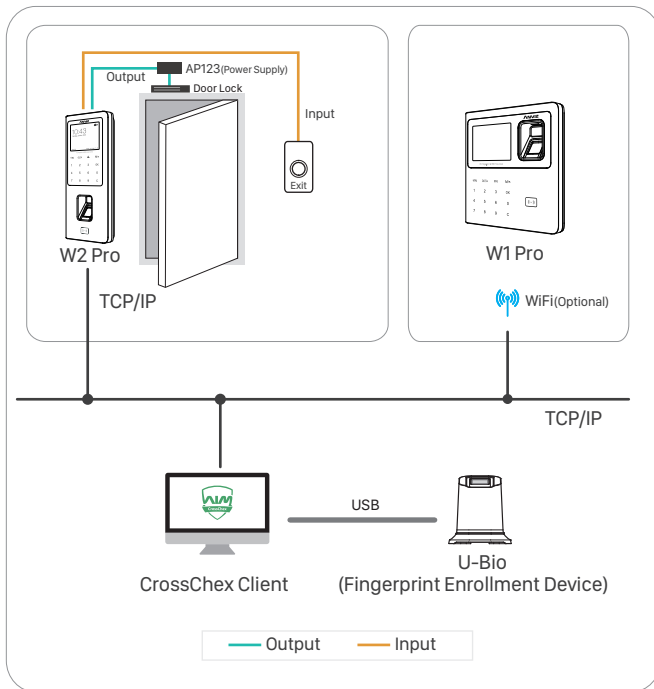 AP123(Power Supply)
Output
Door Lock
Input
Exit
W2 Pro
W1 Pro
TCP/IP
WiFi(Optional)
TCP/IP
USB
CrossChex Client
U-Bio
(Fingerprint Enrollment Device)
Output
Input